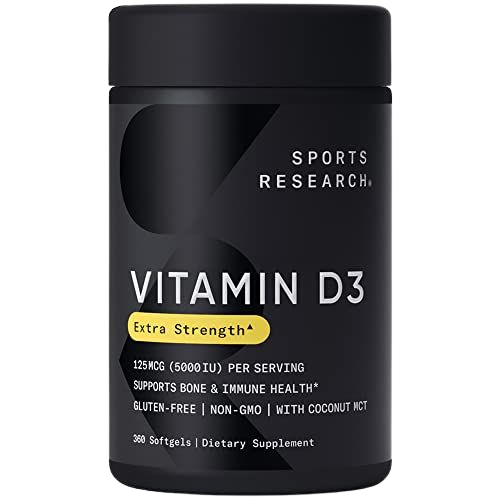 SPORTS
RESEARCH®
VITAMIN D3
Extra Strength▲
125MCG (5000IU) PER SERVING
SUPPORTS BONE & IMMUNE HEALTH*
GLUTEN-FREE | NON-GMO | WITH COCONUT MCT
360 Softgels | Dietary Supplement